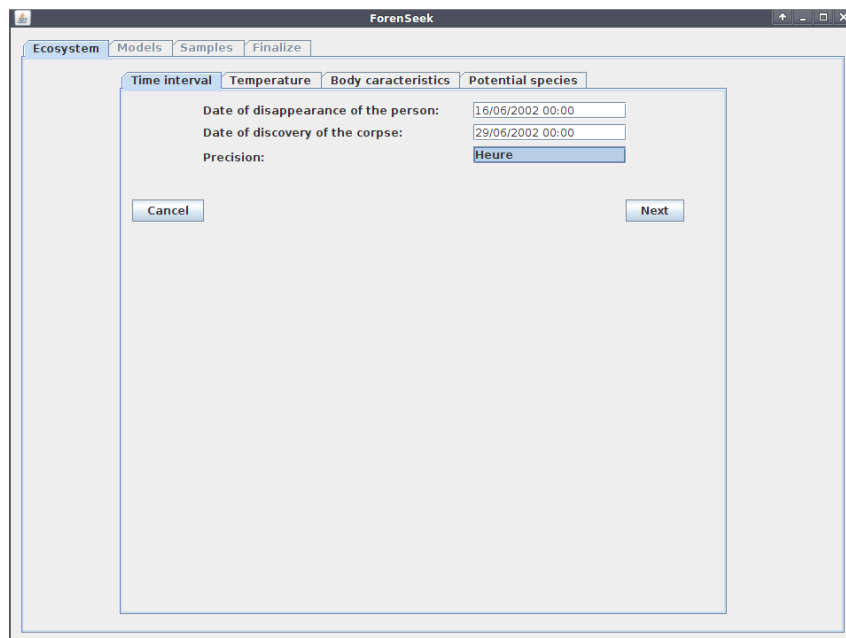 ForenSeek
Ecosystem Models Samples Finalize
Time interval Temperature Body caracteristics Potential species
Date of disappearance of the person: 16/06/2002 00:00
Date of discovery of the corpse: 29/06/2002 00:00
Precision: Heure
Cancel Next